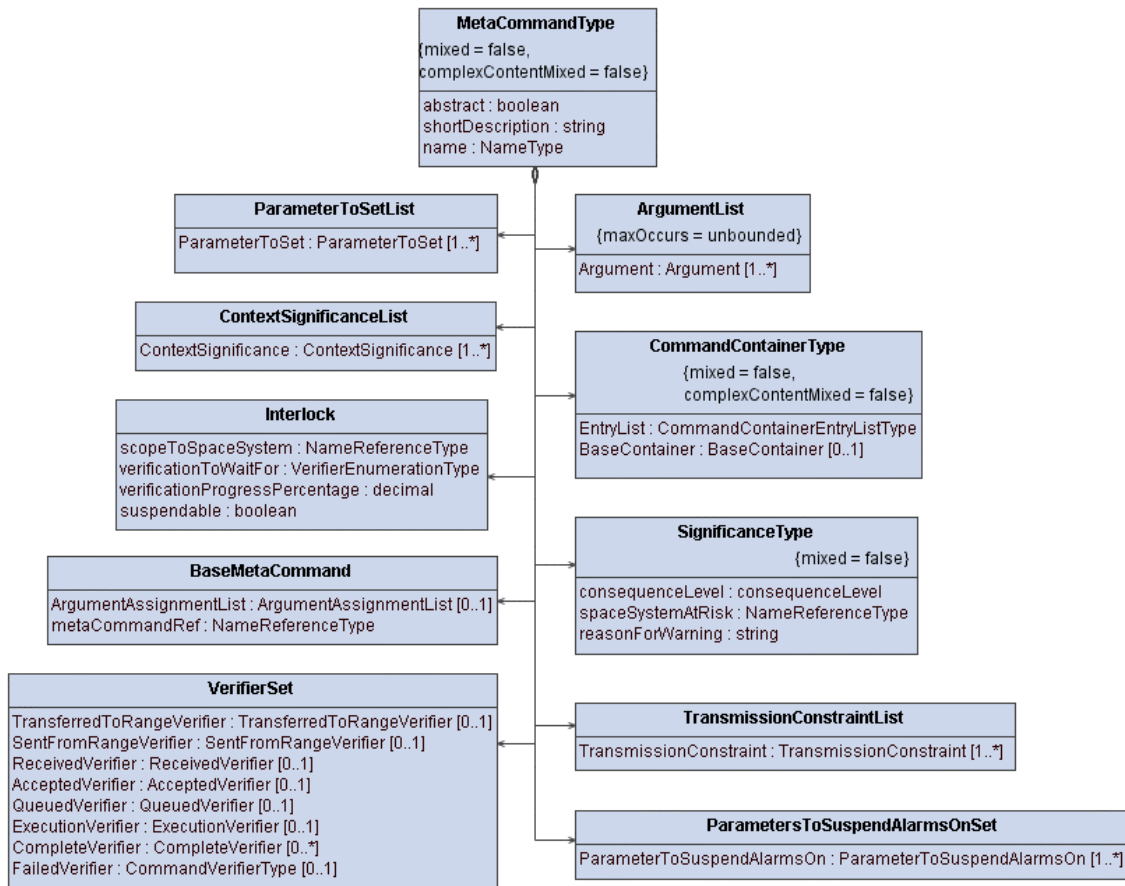 MetaCommandType
{mixed = false,
complexContentMixed = false}
abstract : boolean
shortDescription : string
name : NameType
ParameterToSetList
ParameterToSet : ParameterToSet [1..*]
ArgumentList
{maxOccurs = unbounded}
Argument : Argument [1..*]
ContextSignificanceList
ContextSignificance : ContextSignificance [1..*]
CommandContainerType
{mixed = false,
complexContentMixed = false}
EntryList : CommandContainerEntryListType
BaseContainer : BaseContainer [0..1]
Interlock
scopeToSpaceSystem : NameReferenceType
verificationToWaitFor : VerifierEnumerationType
verificationProgressPercentage : decimal
suspendable : boolean
SignificanceType
{mixed = false}
consequenceLevel : consequenceLevel
spaceSystemAtRisk : NameReferenceType
reasonForWarning : string
BaseMetaCommand
ArgumentAssignmentList : ArgumentAssignmentList [0..1]
metaCommandRef : NameReferenceType
VerifierSet
TransferredToRangeVerifier : TransferredToRangeVerifier [0..1]
SentFromRangeVerifier : SentFromRangeVerifier [0..1]
ReceivedVerifier : ReceivedVerifier [0..1]
AcceptedVerifier : AcceptedVerifier [0..1]
QueuedVerifier : QueuedVerifier [0..1]
ExecutionVerifier : ExecutionVerifier [0..1]
CompleteVerifier : CompleteVerifier [0..*]
FailedVerifier : CommandVerifierType [0..1]
TransmissionConstraintList
TransmissionConstraint : TransmissionConstraint [1..*]
ParametersToSuspendAlarmsOnSet
ParameterToSuspendAlarmsOn : ParameterToSuspendAlarmsOn [1..*]